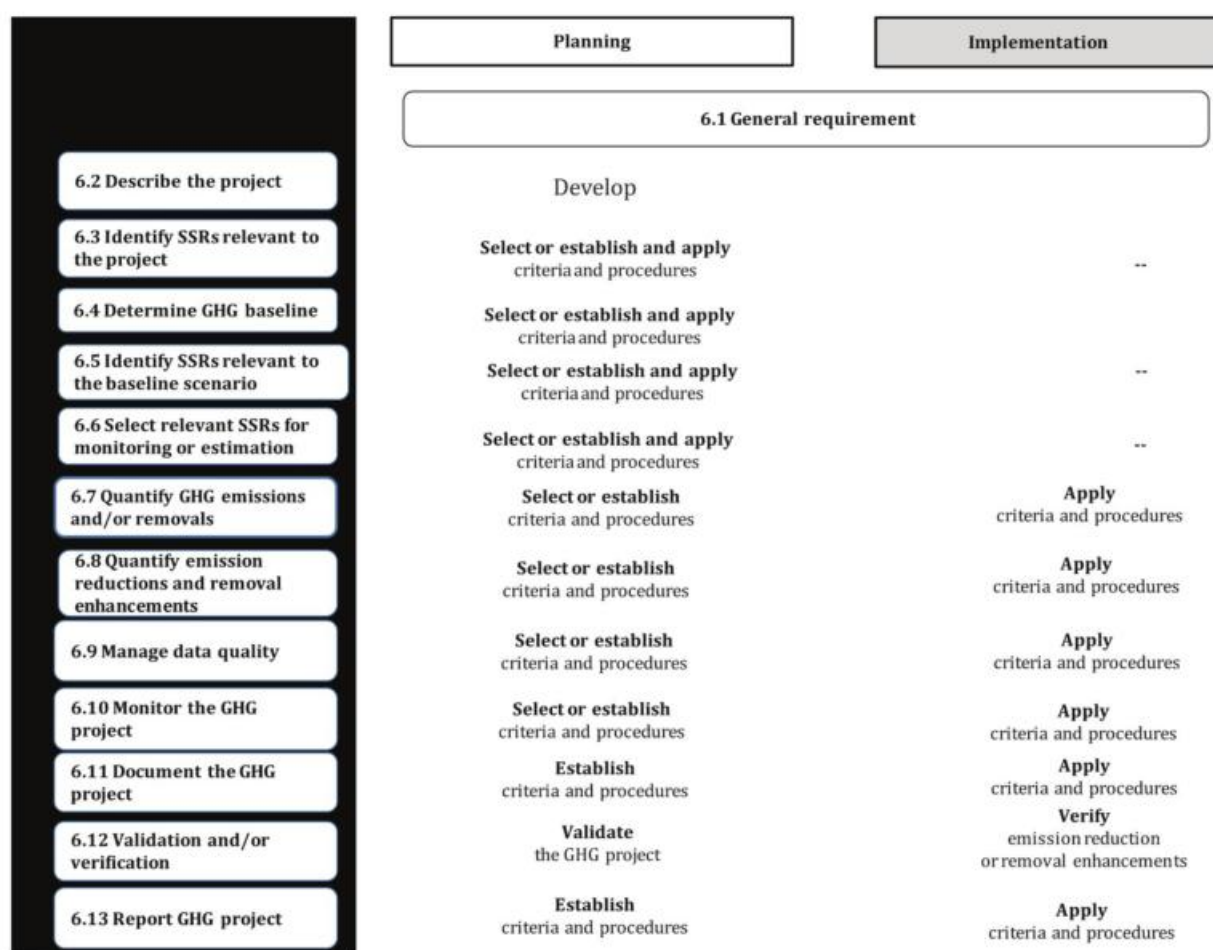 Planning
Implementation
6.1 General requirement
6.2 Describe the project
Develop
6.3 Identify SSRs relevant to
the project
Select or establish and apply
criteria and procedures
--
6.4 Determine GHG baseline
Select or establish and apply
criteria and procedures
6.5 Identify SSRs relevant to
the baseline scenario
Select or establish and apply
criteria and procedures
--
6.6 Select relevant SSRs for
monitoring or estimation
Select or establish and apply
criteria and procedures
--
6.7 Quantify GHG emissions
and/or removals
Select or establish
criteria and procedures
Apply
criteria and procedures
6.8 Quantify emission
reductions and removal
enhancements
Select or establish
criteria and procedures
Apply
criteria and procedures
6.9 Manage data quality
Select or establish
criteria and procedures
Apply
criteria and procedures
6.10 Monitor the GHG
project
Select or establish
criteria and procedures
Apply
criteria and procedures
6.11 Document the GHG
project
Establish
criteria and procedures
Apply
criteria and procedures
6.12 Validation and/or
verification
Validate
the GHG project
Verify
emission reduction
or removal enhancements
6.13 Report GHG project
Establish
criteria and procedures
Apply
criteria and procedures